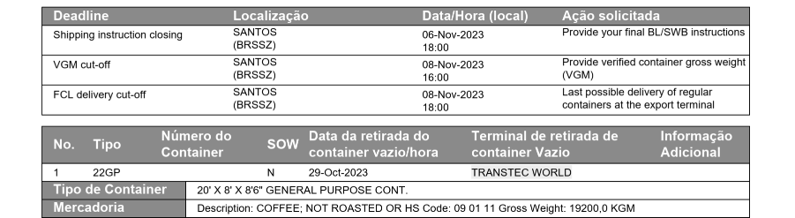 Deadline Localização Data/Hora (local) Ação solicitada
Shipping instruction closing SANTOS 06-Nov-2023 Provide your final BL/SWB instructions
(BRSSZ) 18:00
VGM cut-off SANTOS 08-Nov-2023 Provide verified container gross weight
(BRSSZ) 16:00 (VGM)
FCL delivery cut-off SANTOS 08-Nov-2023 Last possible delivery of regular
(BRSSZ) 18:00 containers at the export terminal
No. Tipo Número do Container SOW Data da retirada do container vazio/hora Terminal de retirada de container Vazio Informação Adicional
1 22GP N 29-Oct-2023 TRANSTEC WORLD
Tipo de Container 20' X 8' X 8'6" GENERAL PURPOSE CONT.
Mercadoria Description: COFFEE; NOT ROASTED OR HS Code: 09 01 11 Gross Weight: 19200,0 KGM